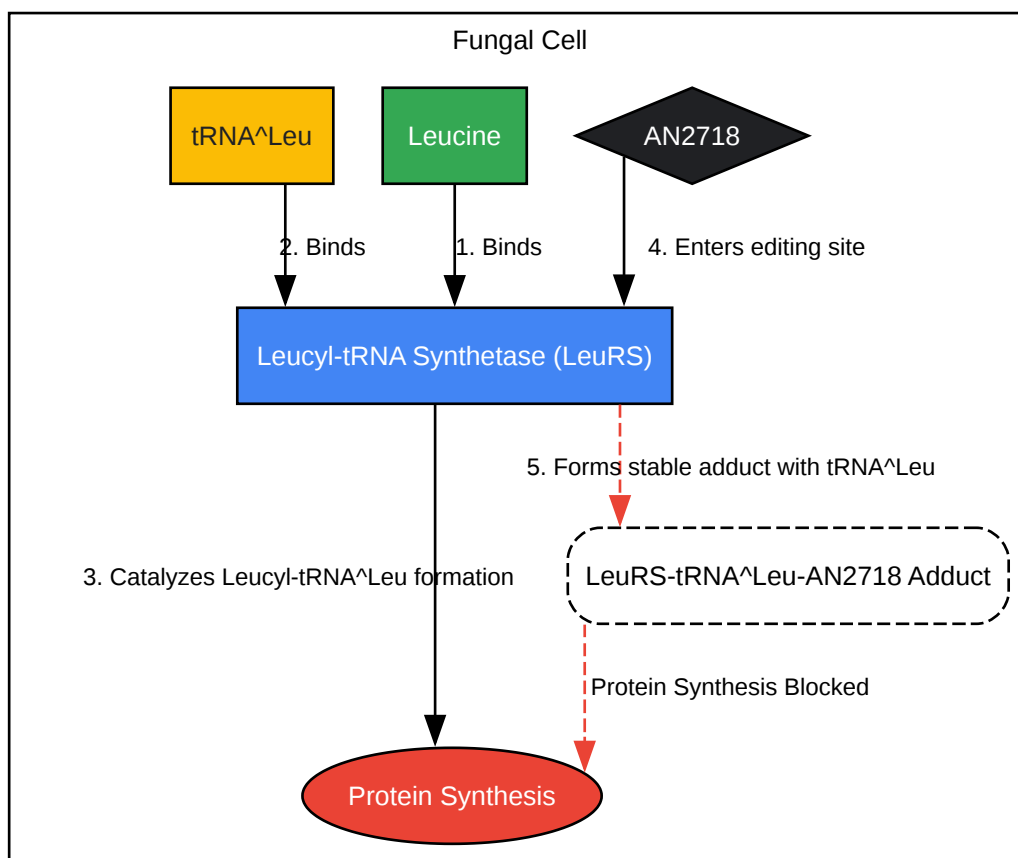 Fungal Cell
tRNA^Leu
Leucine
AN2718
2. Binds
1. Binds
4. Enters editing site
Leucyl-tRNA Synthetase (LeuRS)
5. Forms stable adduct with tRNA^Leu
3. Catalyzes Leucyl-tRNA^Leu formation
LeuRS-tRNA^Leu-AN2718 Adduct
Protein Synthesis Blocked
Protein Synthesis